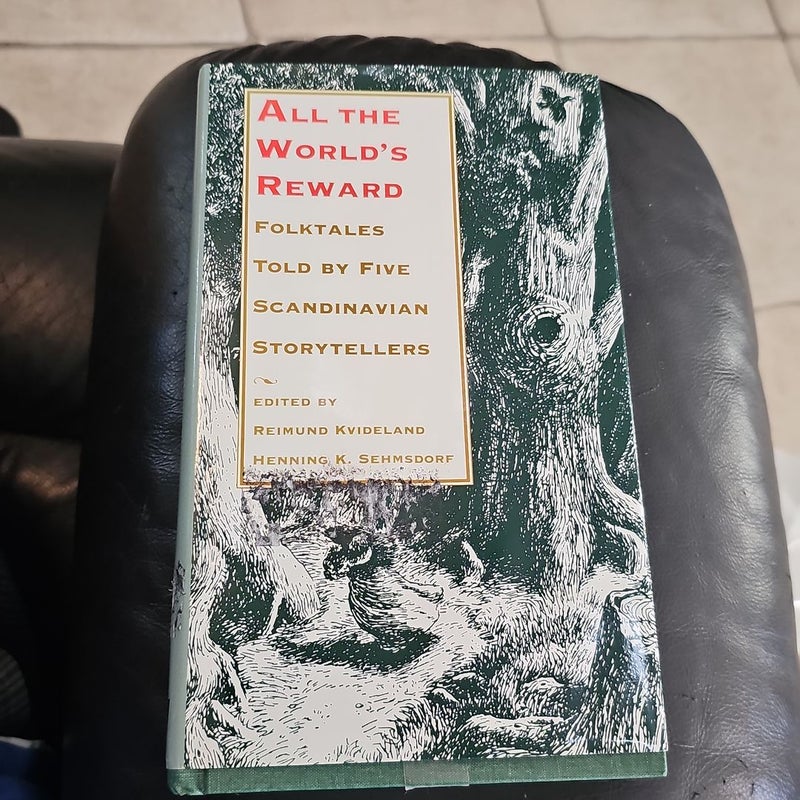 ALL THE
WORLD'S
REWARD
FOLKTALES
TOLD BY FIVE
SCANDINAVIAN
STORYTELLERS
EDITED BY
REIMUND KVIDELAND
HENNING K. SEHMSDORF